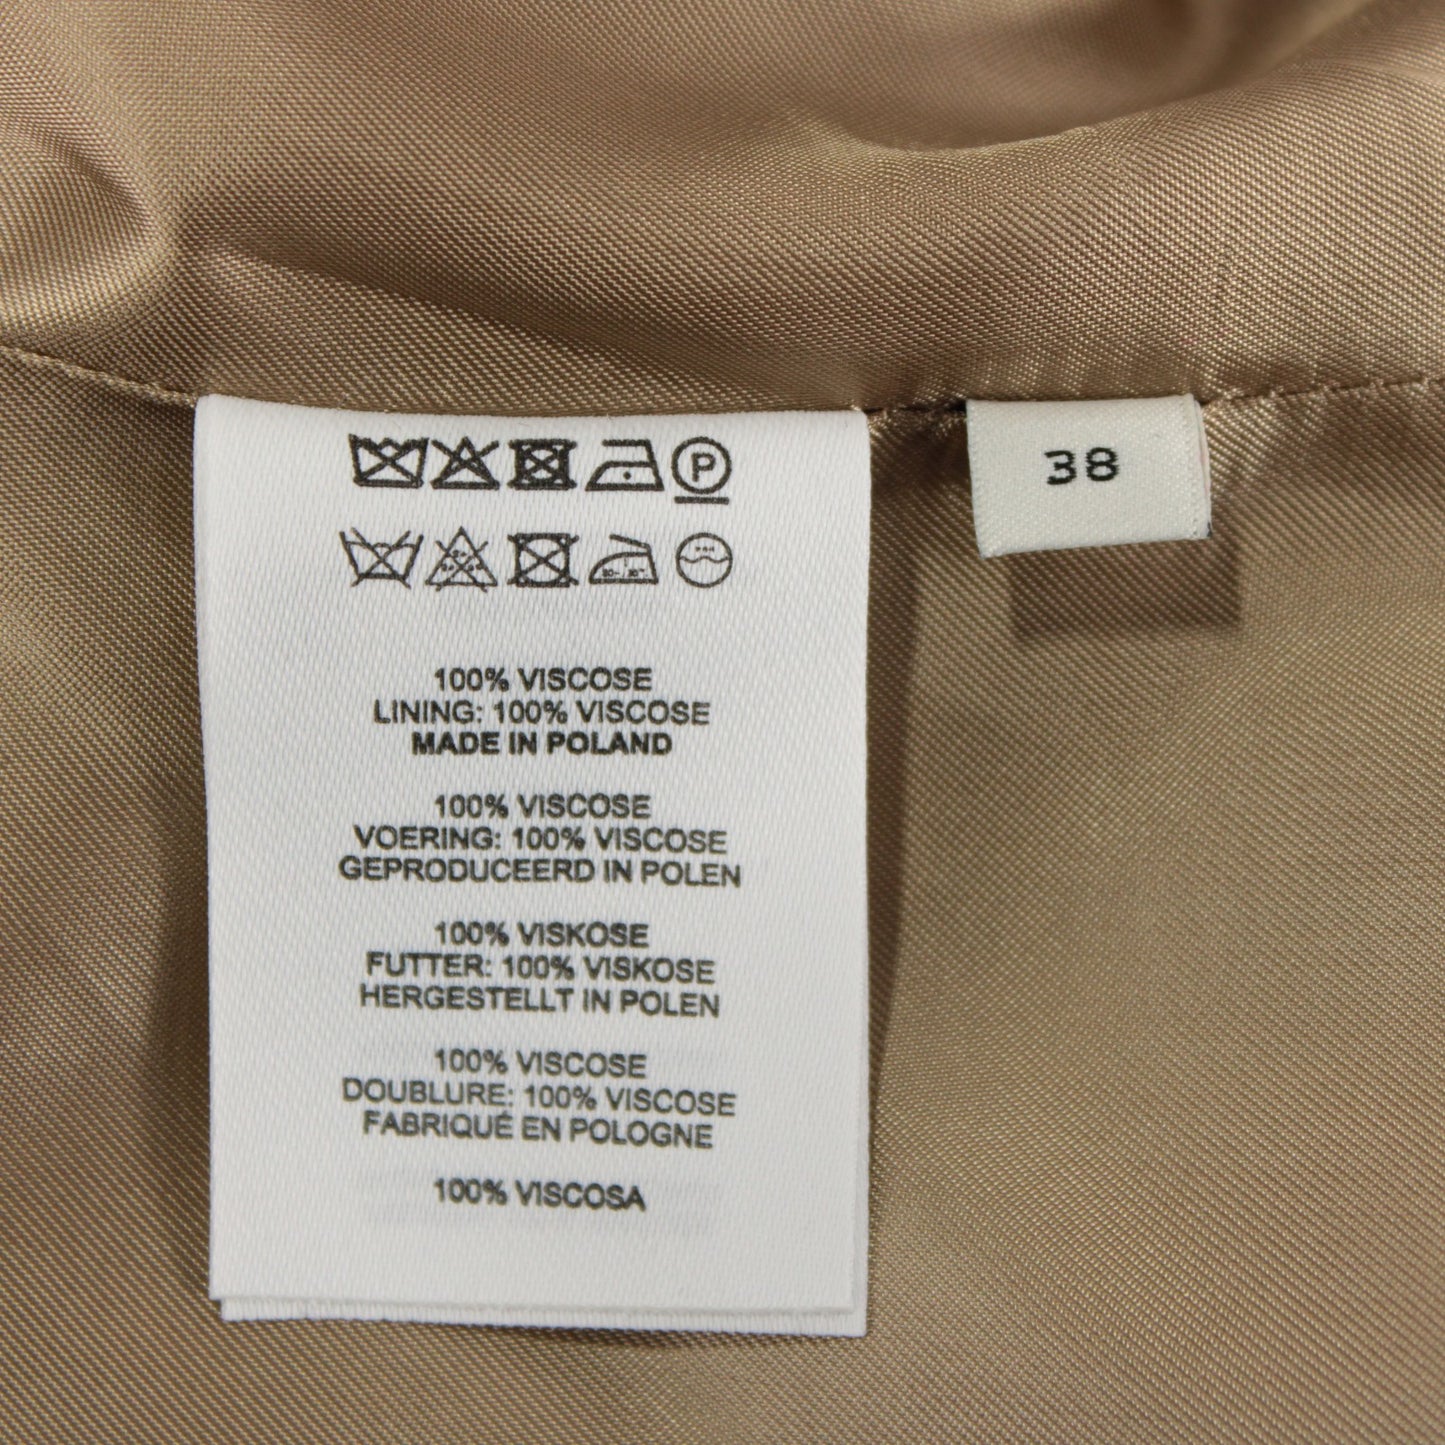 P
38
100% VISCOSE
LINING: 100% VISCOSE
MADE IN POLAND
100% VISCOSE
VOERING: 100% VISCOSE
GEPRODUCEERD IN POLEN
100% VISKOSE
FUTTER: 100% VISKOSE
HERGESTELLT IN POLEN
100% VISCOSE
DOUBLURE: 100% VISCOSE
FABRIQUÉ EN POLOGNE
100% VISCOSA